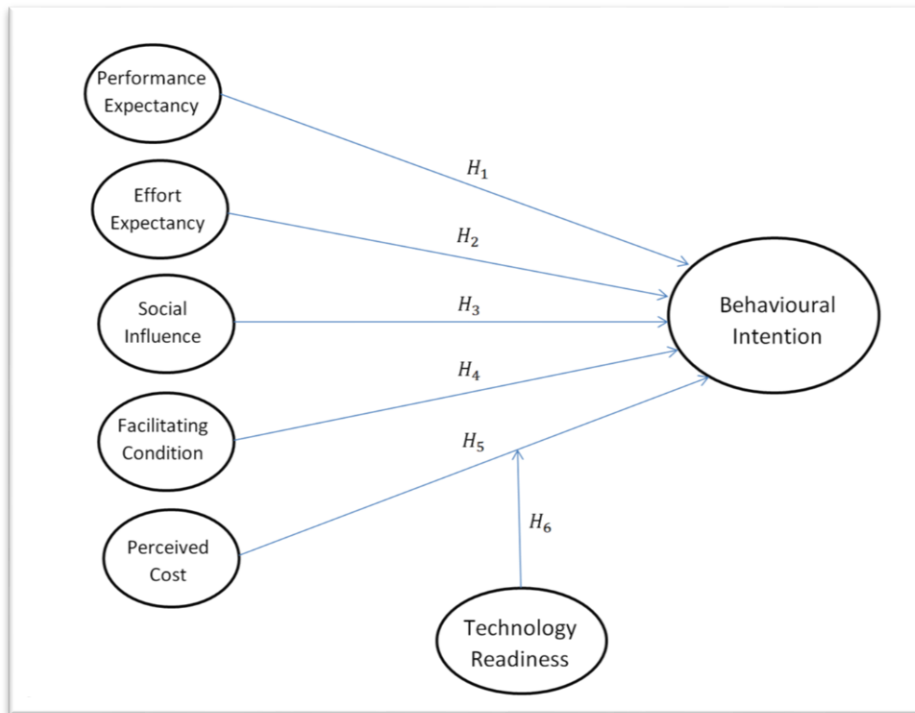 Performance
Expectancy
H₁
Effort
Expectancy
H₂
Social
Influence
H₃
Behavioural
Intention
H₄
Facilitating
Condition
H₅
Perceived
Cost
H₆
Technology
Readiness